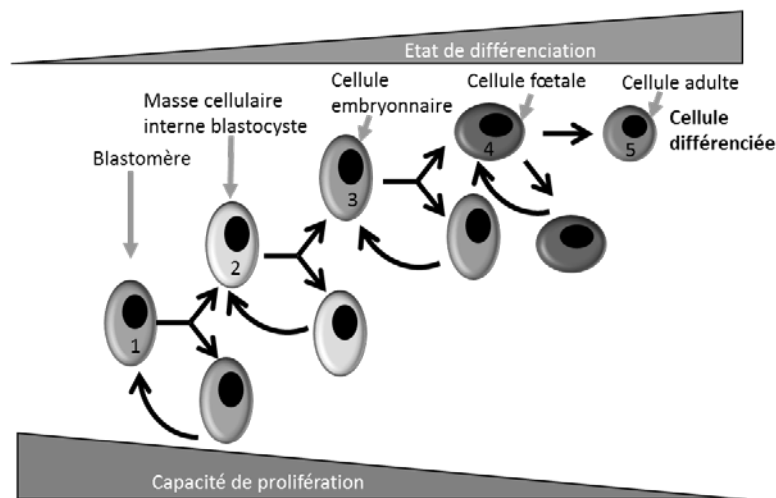 Etat de différenciation
Cellule
embryonnaire
Cellule fœtale
Cellule adulte
Cellule
différenciée
Masse cellulaire
interne blastocyste
Blastomère
4
5
3
2
1
Capacité de prolifération